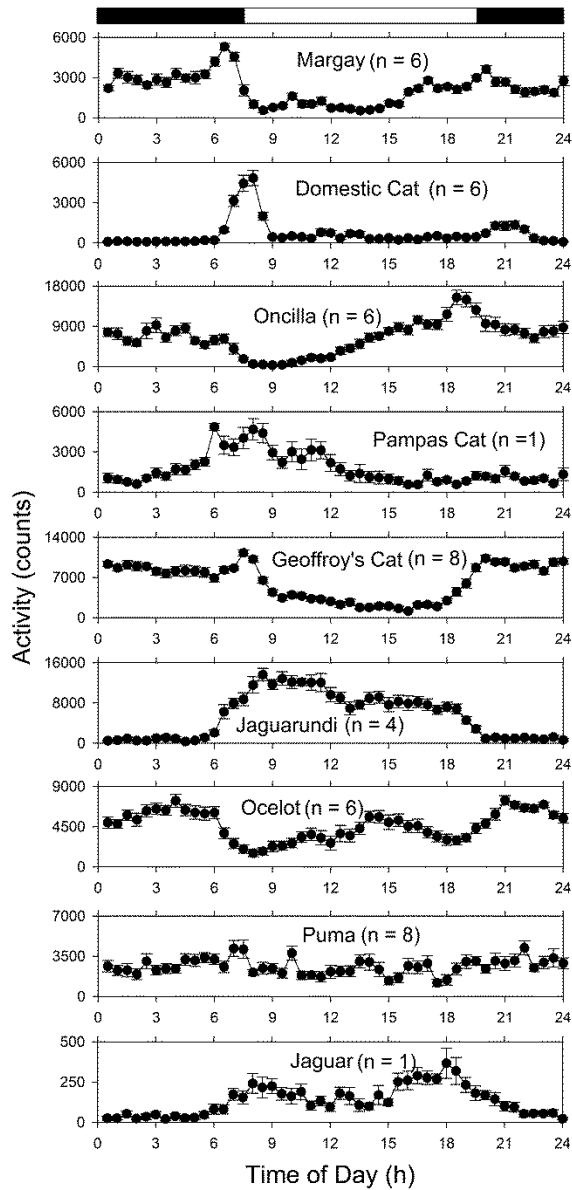 6000
3000
0
Margay (n = 6)
0 3 6 9 12 15 18 21 24
6000
3000
0
Domestic Cat (n = 6)
0 3 6 9 12 15 18 21 24
18000
9000
0
Oncilla (n = 6)
0 3 6 9 12 15 18 21 24
6000
3000
0
Pampas Cat (n =1)
0 3 6 9 12 15 18 21 24
14000
7000
0
Geoffroy's Cat (n = 8)
0 3 6 9 12 15 18 21 24
16000
8000
0
Jaguarundi (n = 4)
0 3 6 9 12 15 18 21 24
9000
4500
0
Ocelot (n = 6)
0 3 6 9 12 15 18 21 24
7000
3500
0
Puma (n = 8)
0 3 6 9 12 15 18 21 24
500
250
0
Jaguar (n = 1)
0 3 6 9 12 15 18 21 24
Activity (counts)
Time of Day (h)